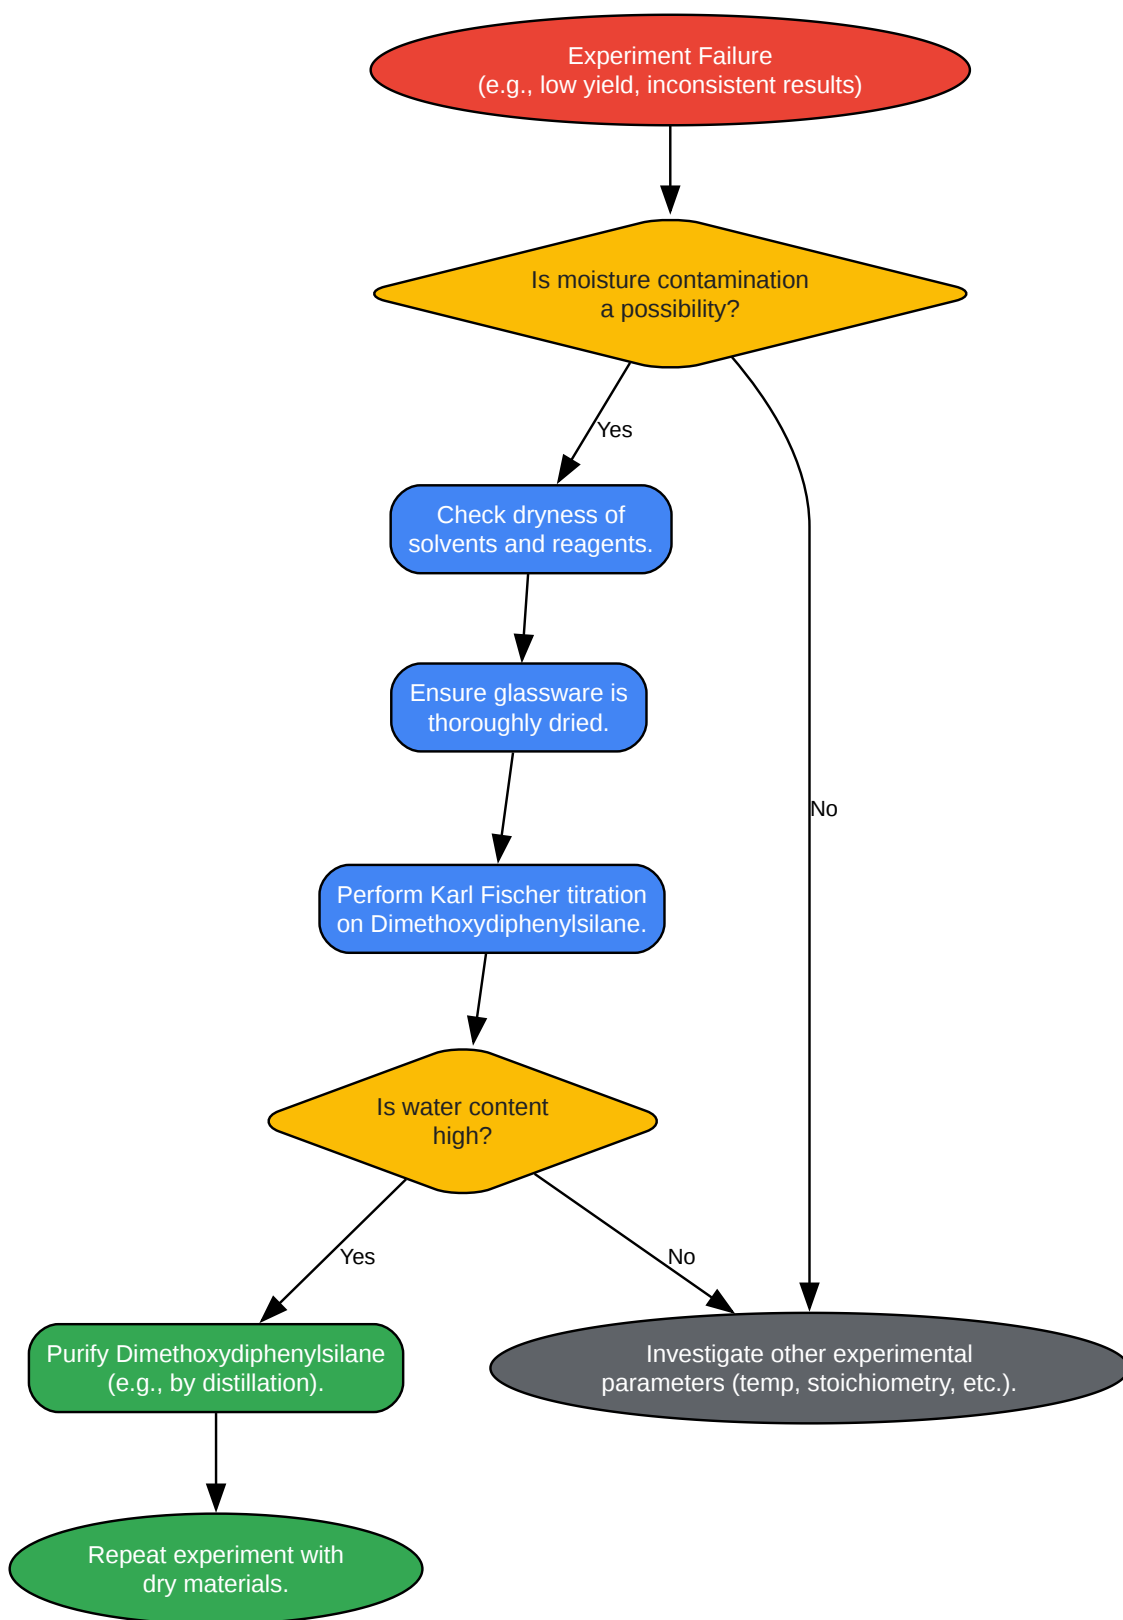 Experiment Failure
(e.g., low yield, inconsistent results)
Is moisture contamination
a possibility?
Yes
Check dryness of
solvents and reagents.
Ensure glassware is
thoroughly dried.
No
Perform Karl Fischer titration
on Dimethoxydiphenylsilane.
Is water content
high?
Yes
No
Purify Dimethoxydiphenylsilane
(e.g., by distillation).
Investigate other experimental
parameters (temp, stoichiometry, etc.).
Repeat experiment with
dry materials.